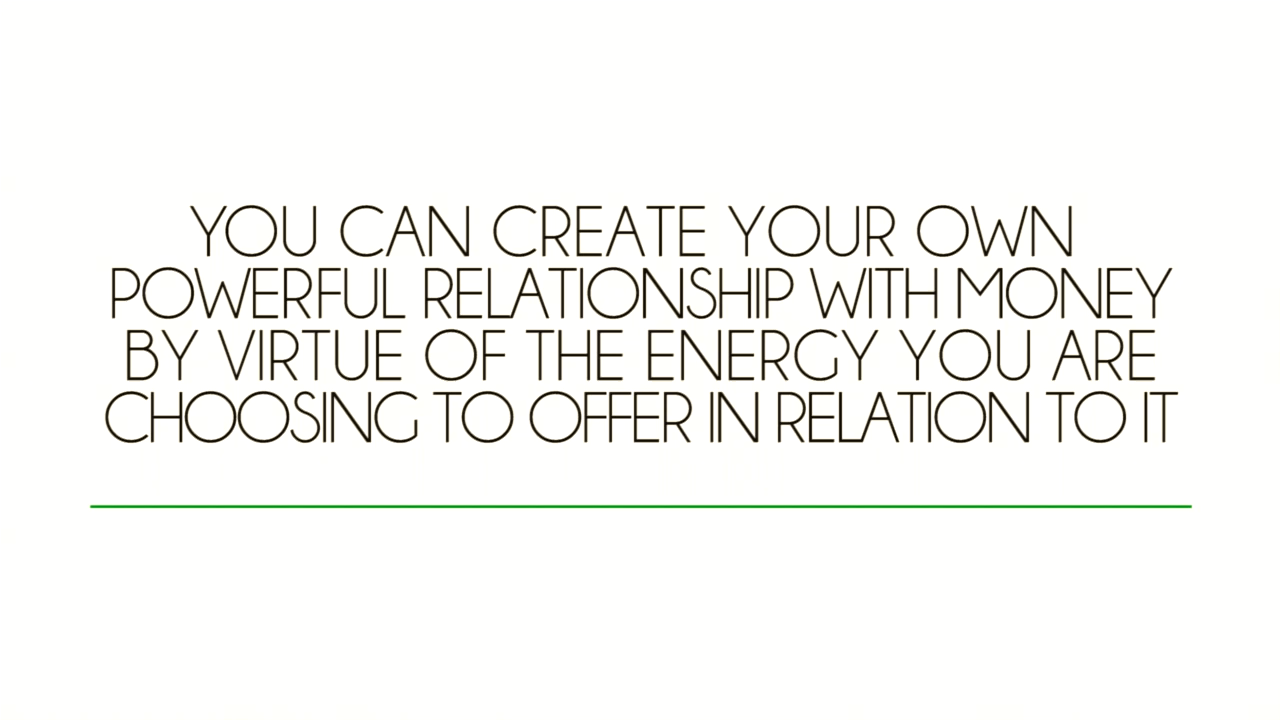 YOU CAN CREATE YOUR OWN
POWERFUL RELATIONSHIP WITH MONEY
BY VIRTUE OF THE ENERGY YOU ARE
CHOOSING TO OFFER IN RELATION TO IT